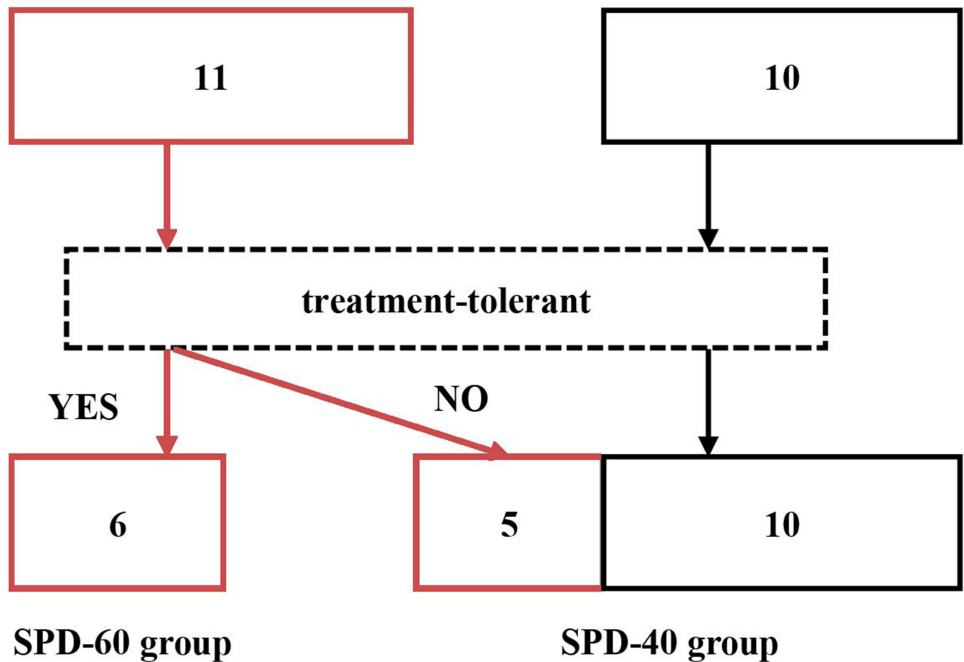 11
10
treatment-tolerant
YES
NO
6
5
10
SPD-60 group
SPD-40 group